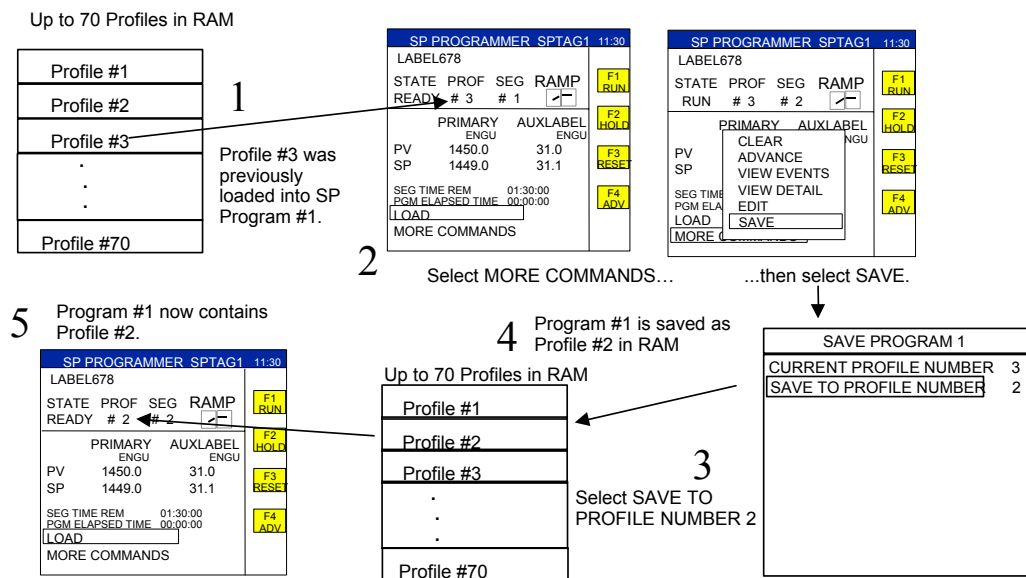 Up to 70 Profiles in RAM
Profile #1
Profile #2
Profile #3
.
.
.
Profile #70
1
Profile #3 was
previously
loaded into SP
Program #1.
SP PROGRAMMER SPTAG1 11:30
LABEL678
STATE PROF SEG RAMP
READY # 3 # 1
PRIMARY AUXLABEL
ENGU ENGU
PV 1450.0 31.0
SP 1449.0 31.1
SEG TIME REM 01:30:00
PGM ELAPSED TIME 00:00:00
LOAD
MORE COMMANDS
F1
RUN
F2
HOLD
F3
RESET
F4
ADV
SP PROGRAMMER SPTAG1 11:30
LABEL678
STATE PROF SEG RAMP
RUN # 3 # 2
PRIMARY AUXLABEL
NGU
PV
SP
SEG TIME
PGM ELA
LOAD
MORE COMMANDS
CLEAR
ADVANCE
VIEW EVENTS
VIEW DETAIL
EDIT
SAVE
F1
RUN
F2
HOLD
F3
RESET
F4
ADV
2
Select MORE COMMANDS…
...then select SAVE.
SAVE PROGRAM 1
CURRENT PROFILE NUMBER 3
SAVE TO PROFILE NUMBER 2
3
Select SAVE TO
PROFILE NUMBER 2
4
Program #1 is saved as
Profile #2 in RAM
Up to 70 Profiles in RAM
Profile #1
Profile #2
Profile #3
.
.
.
Profile #70
5
Program #1 now contains
Profile #2.
SP PROGRAMMER SPTAG1 11:30
LABEL678
STATE PROF SEG RAMP
READY # 2 # 2
PRIMARY AUXLABEL
ENGU ENGU
PV 1450.0 31.0
SP 1449.0 31.1
SEG TIME REM 01:30:00
PGM ELAPSED TIME 00:00:00
LOAD
MORE COMMANDS
F1
RUN
F2
HOLD
F3
RESET
F4
ADV